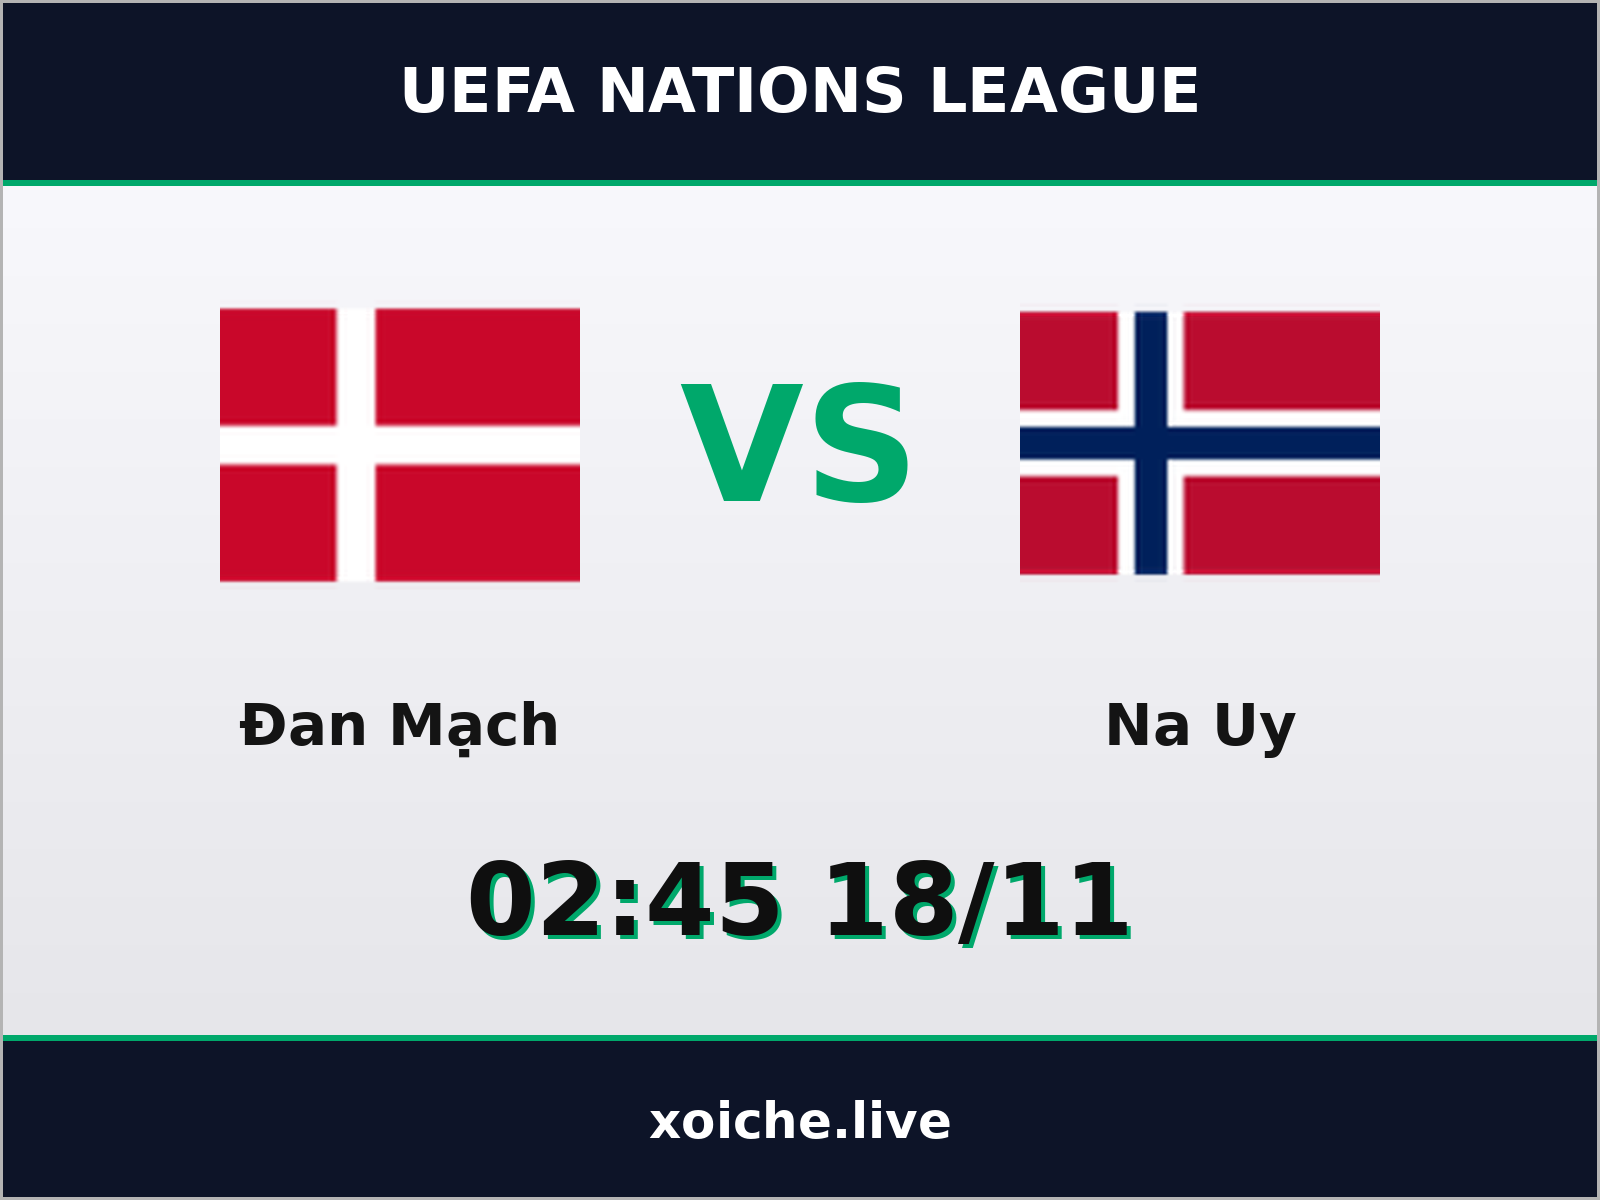 UEFA NATIONS LEAGUE
VS
Đan Mạch
Na Uy
02:45 18/11
xoiche.live